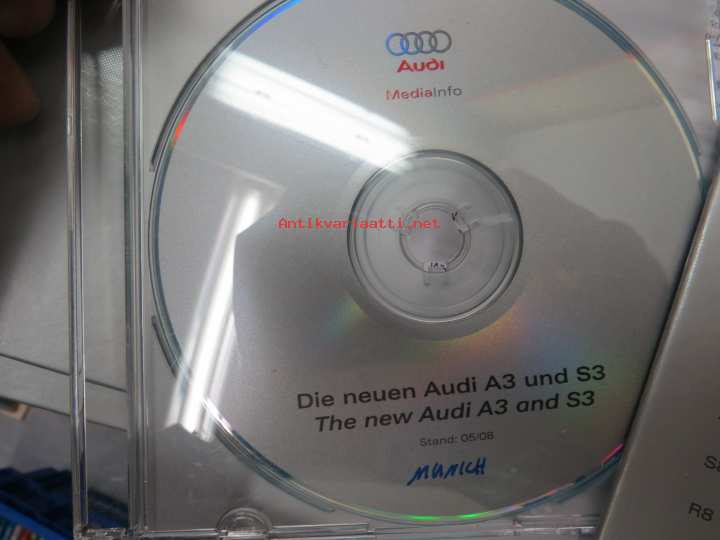 Audi
MediaInfo
Antikvariaatti.net
Die neuen Audi A3 und S3
The new Audi A3 and S3
Stand: 05/08
MUNICH
R8